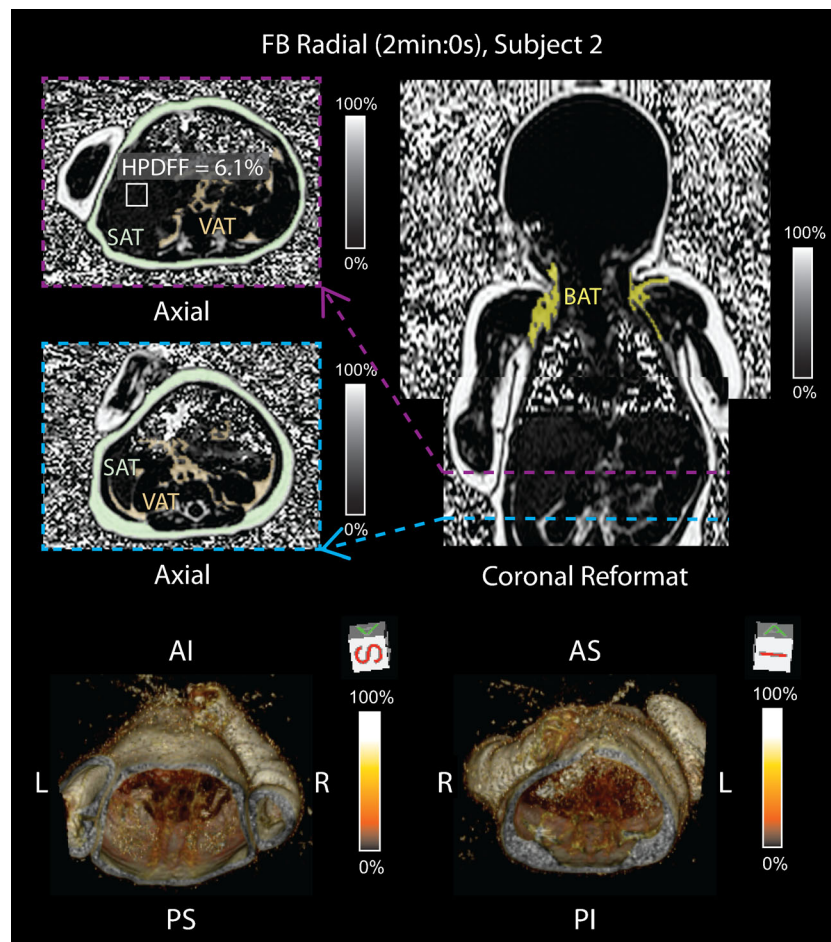 FB Radial (2min:0s), Subject 2
100%
HPDFF = 6.1%
SAT
VAT
0%
Axial
100%
BAT
0%
100%
SAT
VAT
0%
Axial
Coronal Reformat
AI
A
S
100%
L
R
0%
PS
AS
A
I
100%
R
L
0%
PI